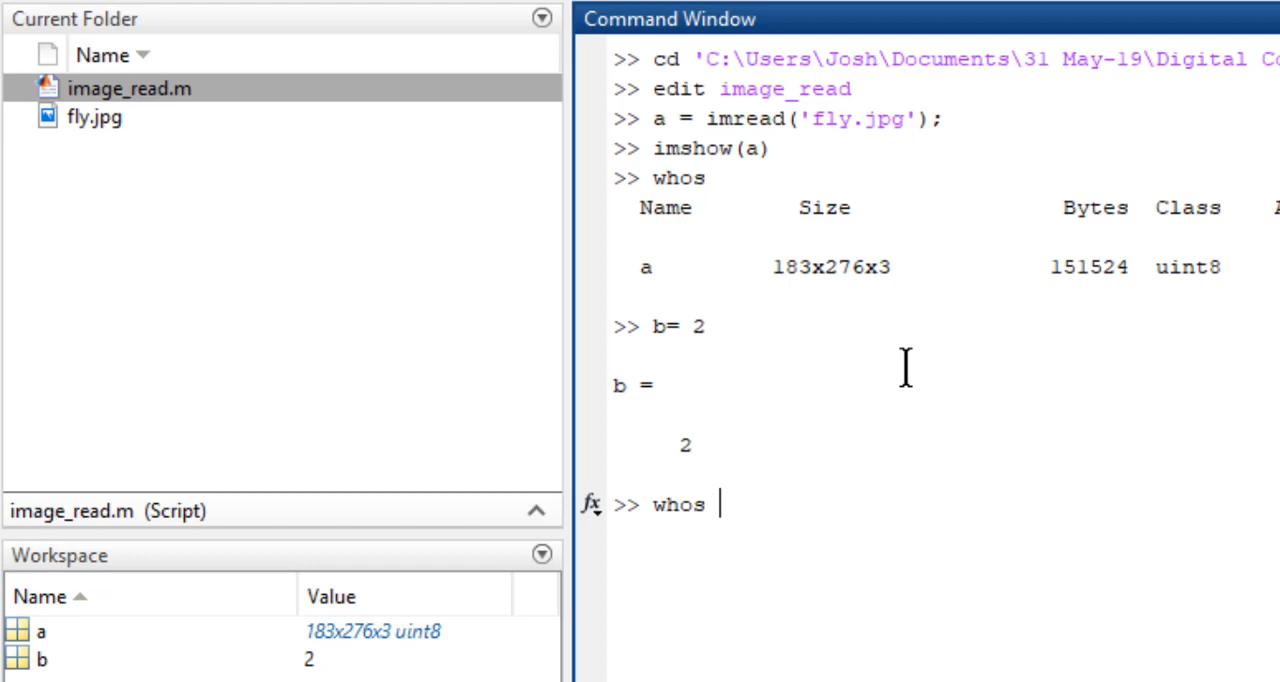 Current Folder
Name
image_read.m
fly.jpg
image_read.m (Script)
Workspace
Name Value
a 183x276x3 uint8
b 2
Command Window
>> cd 'C:\Users\Josh\Documents\31 May-19\Digital Co
>> edit image_read
>> a = imread('fly.jpg');
>> imshow(a)
>> whos
Name Size Bytes Class A
a 183x276x3 151524 uint8
>> b= 2
b =
2
fx >> whos